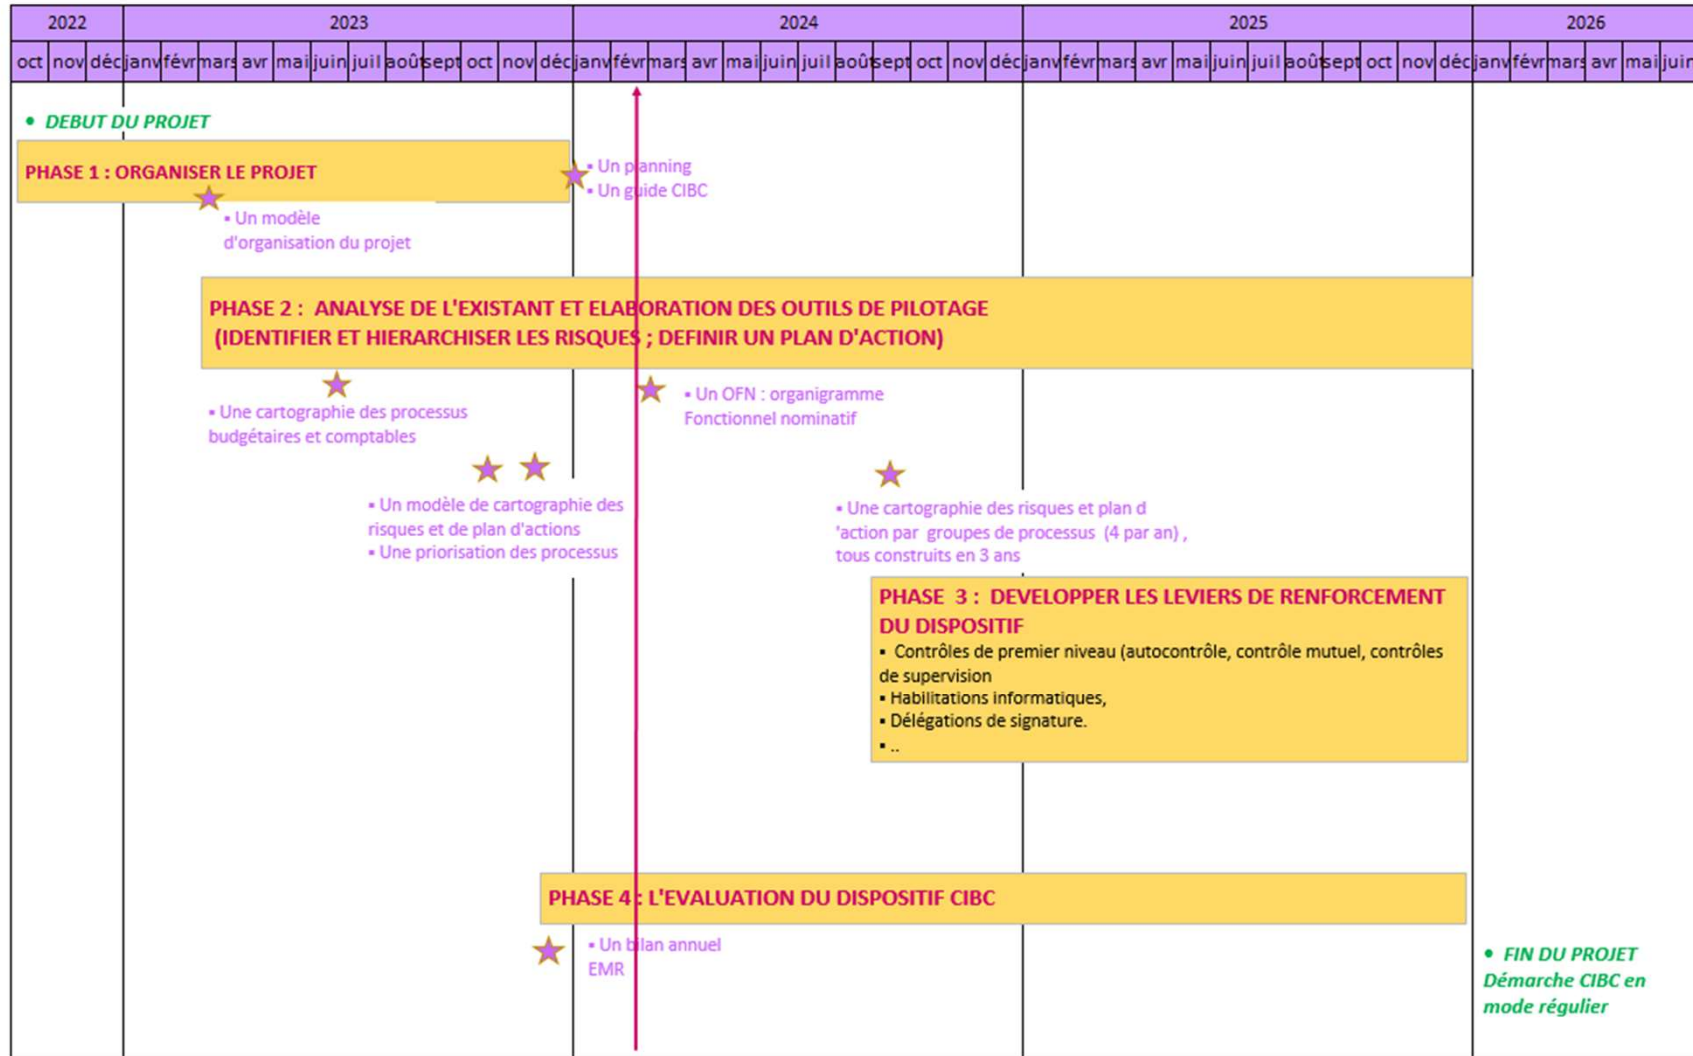 2022 2023 2024 2025 2026
oct nov déc janv févr mars avr mai juin juil août sept oct nov déc janv févr mars avr mai juin juil août sept oct nov déc janv févr mars avr mai juin juil août sept oct nov déc janv févr mars avr mai juin
• DEBUT DU PROJET
PHASE 1 : ORGANISER LE PROJET
▪ Un planning
▪ Un guide CIBC
▪ Un modèle
d'organisation du projet
PHASE 2 : ANALYSE DE L'EXISTANT ET ELABORATION DES OUTILS DE PILOTAGE
(IDENTIFIER ET HIERARCHISER LES RISQUES ; DEFINIR UN PLAN D'ACTION)
▪ Une cartographie des processus
budgétaires et comptables
▪ Un OFN : organigramme
Fonctionnel nominatif
▪ Un modèle de cartographie des
risques et de plan d'actions
▪ Une priorisation des processus
▪ Une cartographie des risques et plan d
'action par groupes de processus (4 par an) ,
tous construits en 3 ans
PHASE 3 : DEVELOPPER LES LEVIERS DE RENFORCEMENT
DU DISPOSITIF
▪ Contrôles de premier niveau (autocontrôle, contrôle mutuel, contrôles
de supervision
▪ Habilitations informatiques,
▪ Délégations de signature.
▪ ..
PHASE 4 : L'EVALUATION DU DISPOSITIF CIBC
▪ Un bilan annuel
EMR
• FIN DU PROJET
Démarche CIBC en
mode régulier